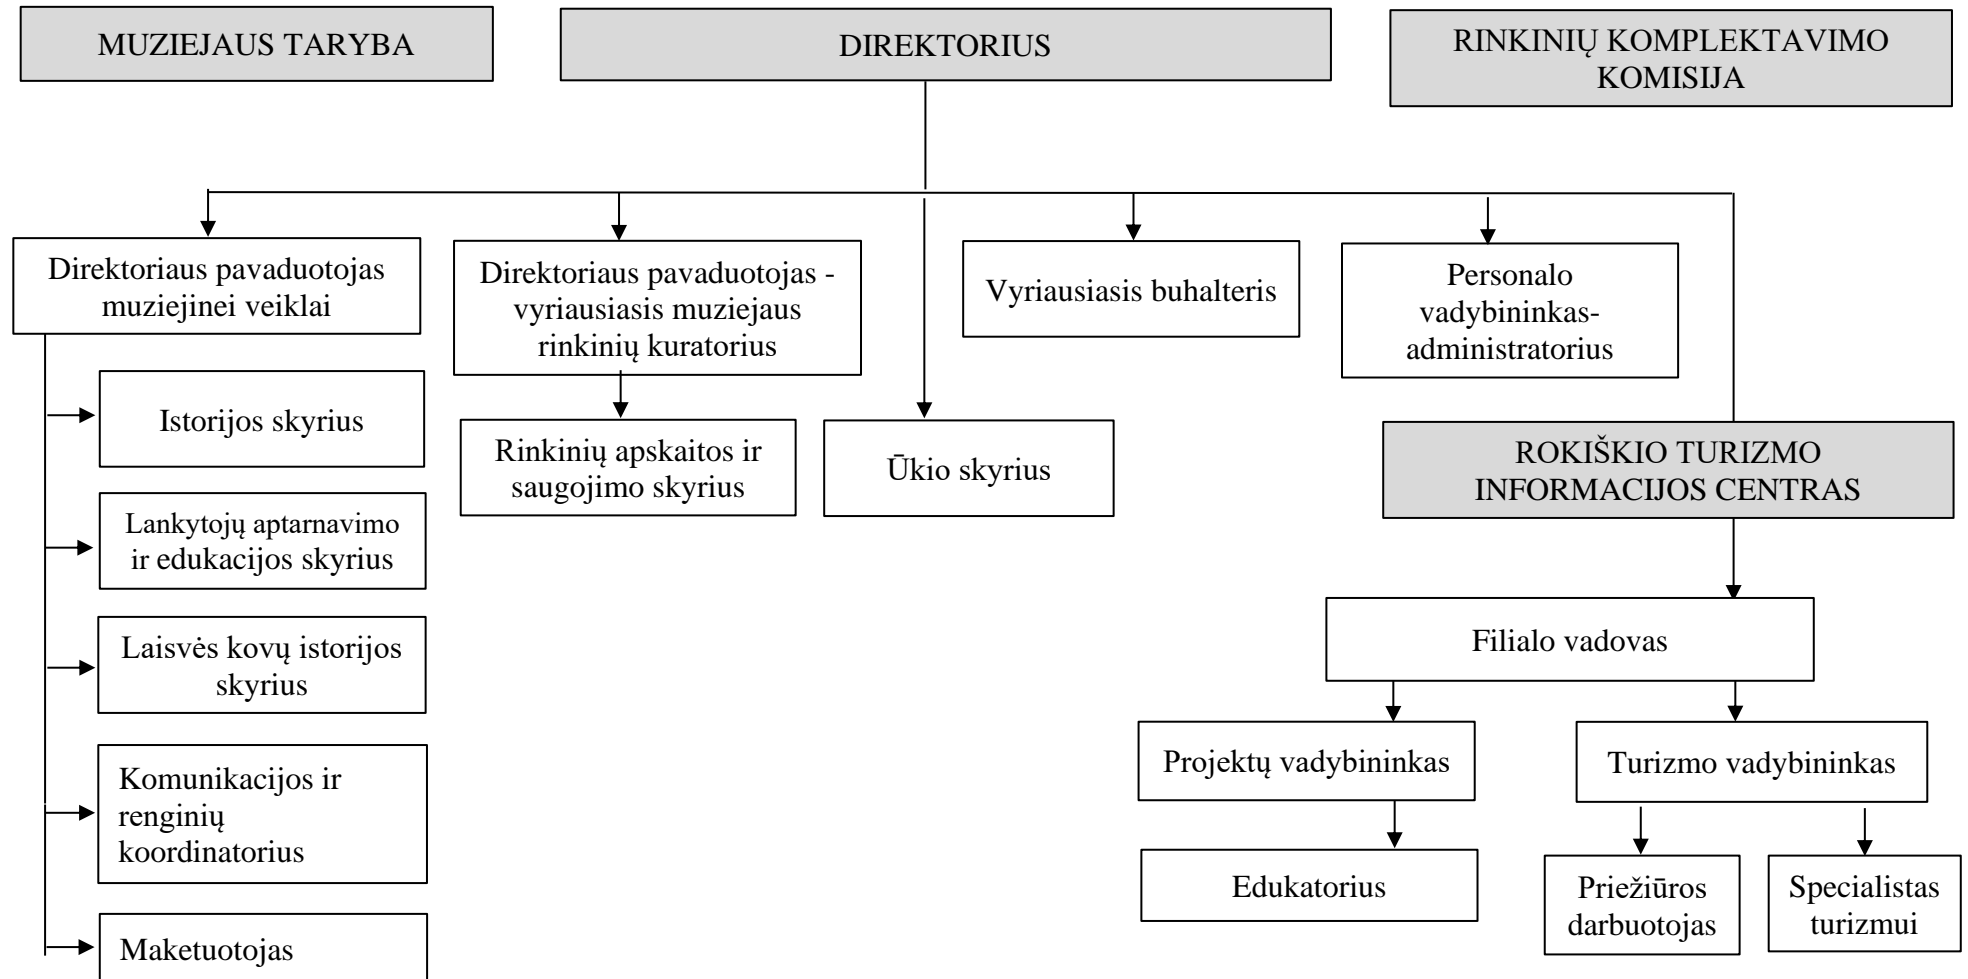 MUZIEJAUS TARYBA
DIREKTORIUS
RINKINIŲ KOMPLEKTAVIMO
KOMISIJA
Direktoriaus pavaduotojas
muziejinei veiklai
Direktoriaus pavaduotojas -
vyriausiasis muziejaus
rinkinių kuratorius
Vyriausiasis buhalteris
Personalo
vadybininkas-
administratorius
Istorijos skyrius
Rinkinių apskaitos ir
saugojimo skyrius
Ūkio skyrius
ROKIŠKIO TURIZMO
INFORMACIJOS CENTRAS
Lankytojų aptarnavimo
ir edukacijos skyrius
Laisvės kovų istorijos
skyrius
Filialo vadovas
Komunikacijos ir
renginių
koordinatorius
Projektų vadybininkas
Turizmo vadybininkas
Maketuotojas
Edukatorius
Priežiūros
darbuotojas
Specialistas
turizmui